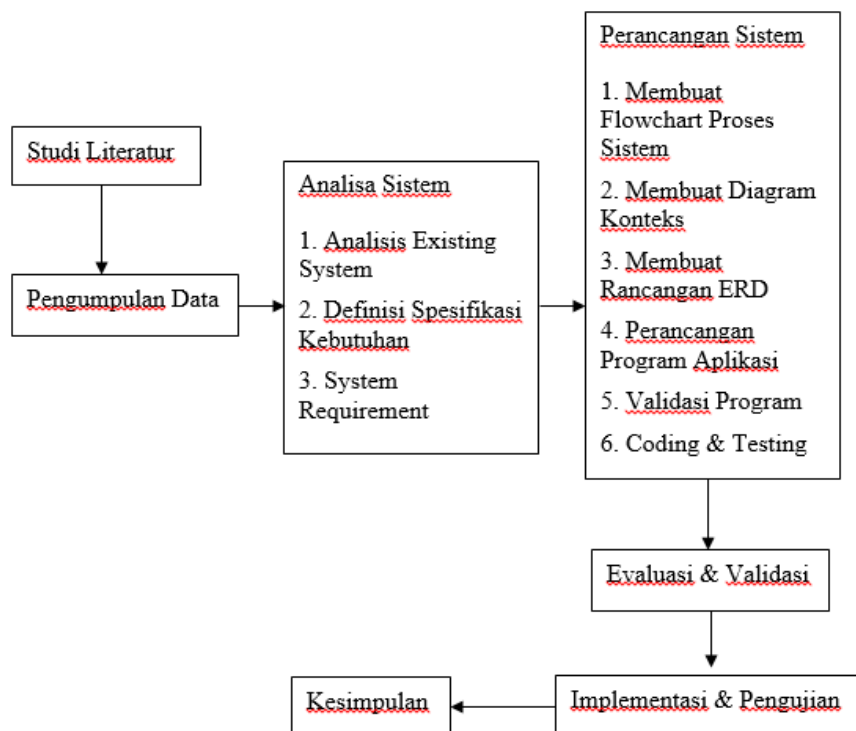 Studi Literatur
Pengumpulan Data
Analisa Sistem
1. Analisis Existing
System
2. Definisi Spesifikasi
Kebutuhan
3. System
Requirement
Perancangan Sistem
1. Membuat
Flowchart Proses
Sistem
2. Membuat Diagram
Konteks
3. Membuat
Rancangan ERD
4. Perancangan
Program Aplikasi
5. Validasi Program
6. Coding & Testing
Evaluasi & Validasi
Implementasi & Pengujian
Kesimpulan